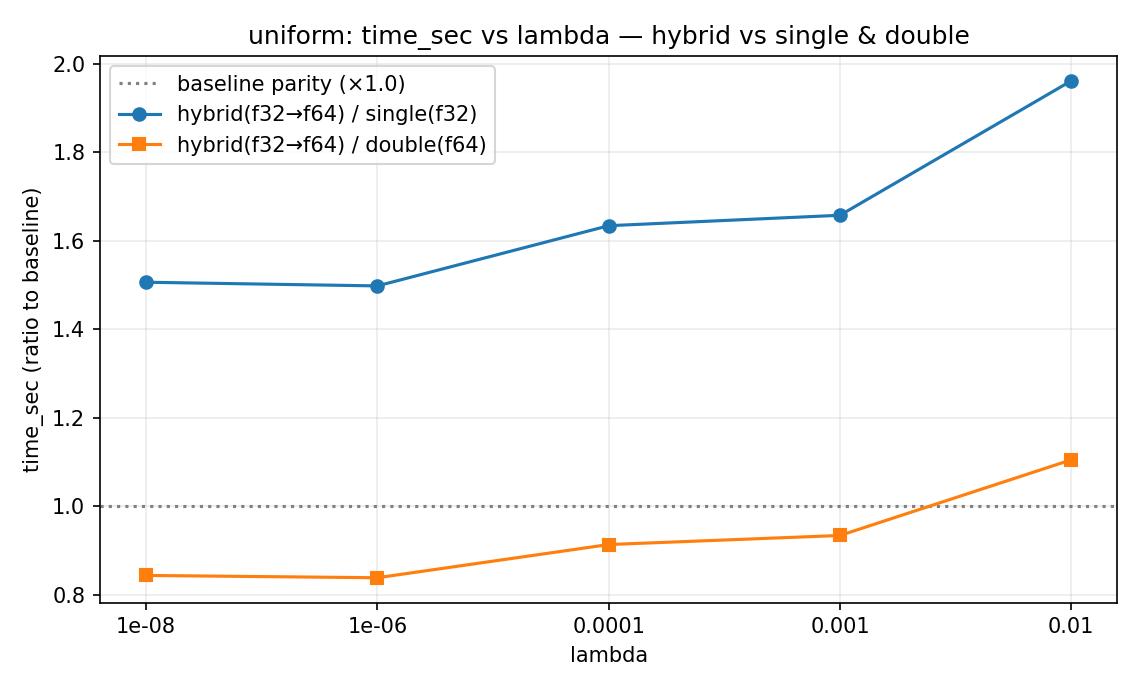 uniform: time_sec vs lambda — hybrid vs single & double
baseline parity (×1.0)
hybrid(f32→f64) / single(f32)
hybrid(f32→f64) / double(f64)
time_sec (ratio to baseline)
2.0
1.8
1.6
1.4
1.2
1.0
0.8
1e-08 1e-06 0.0001 0.001 0.01
lambda